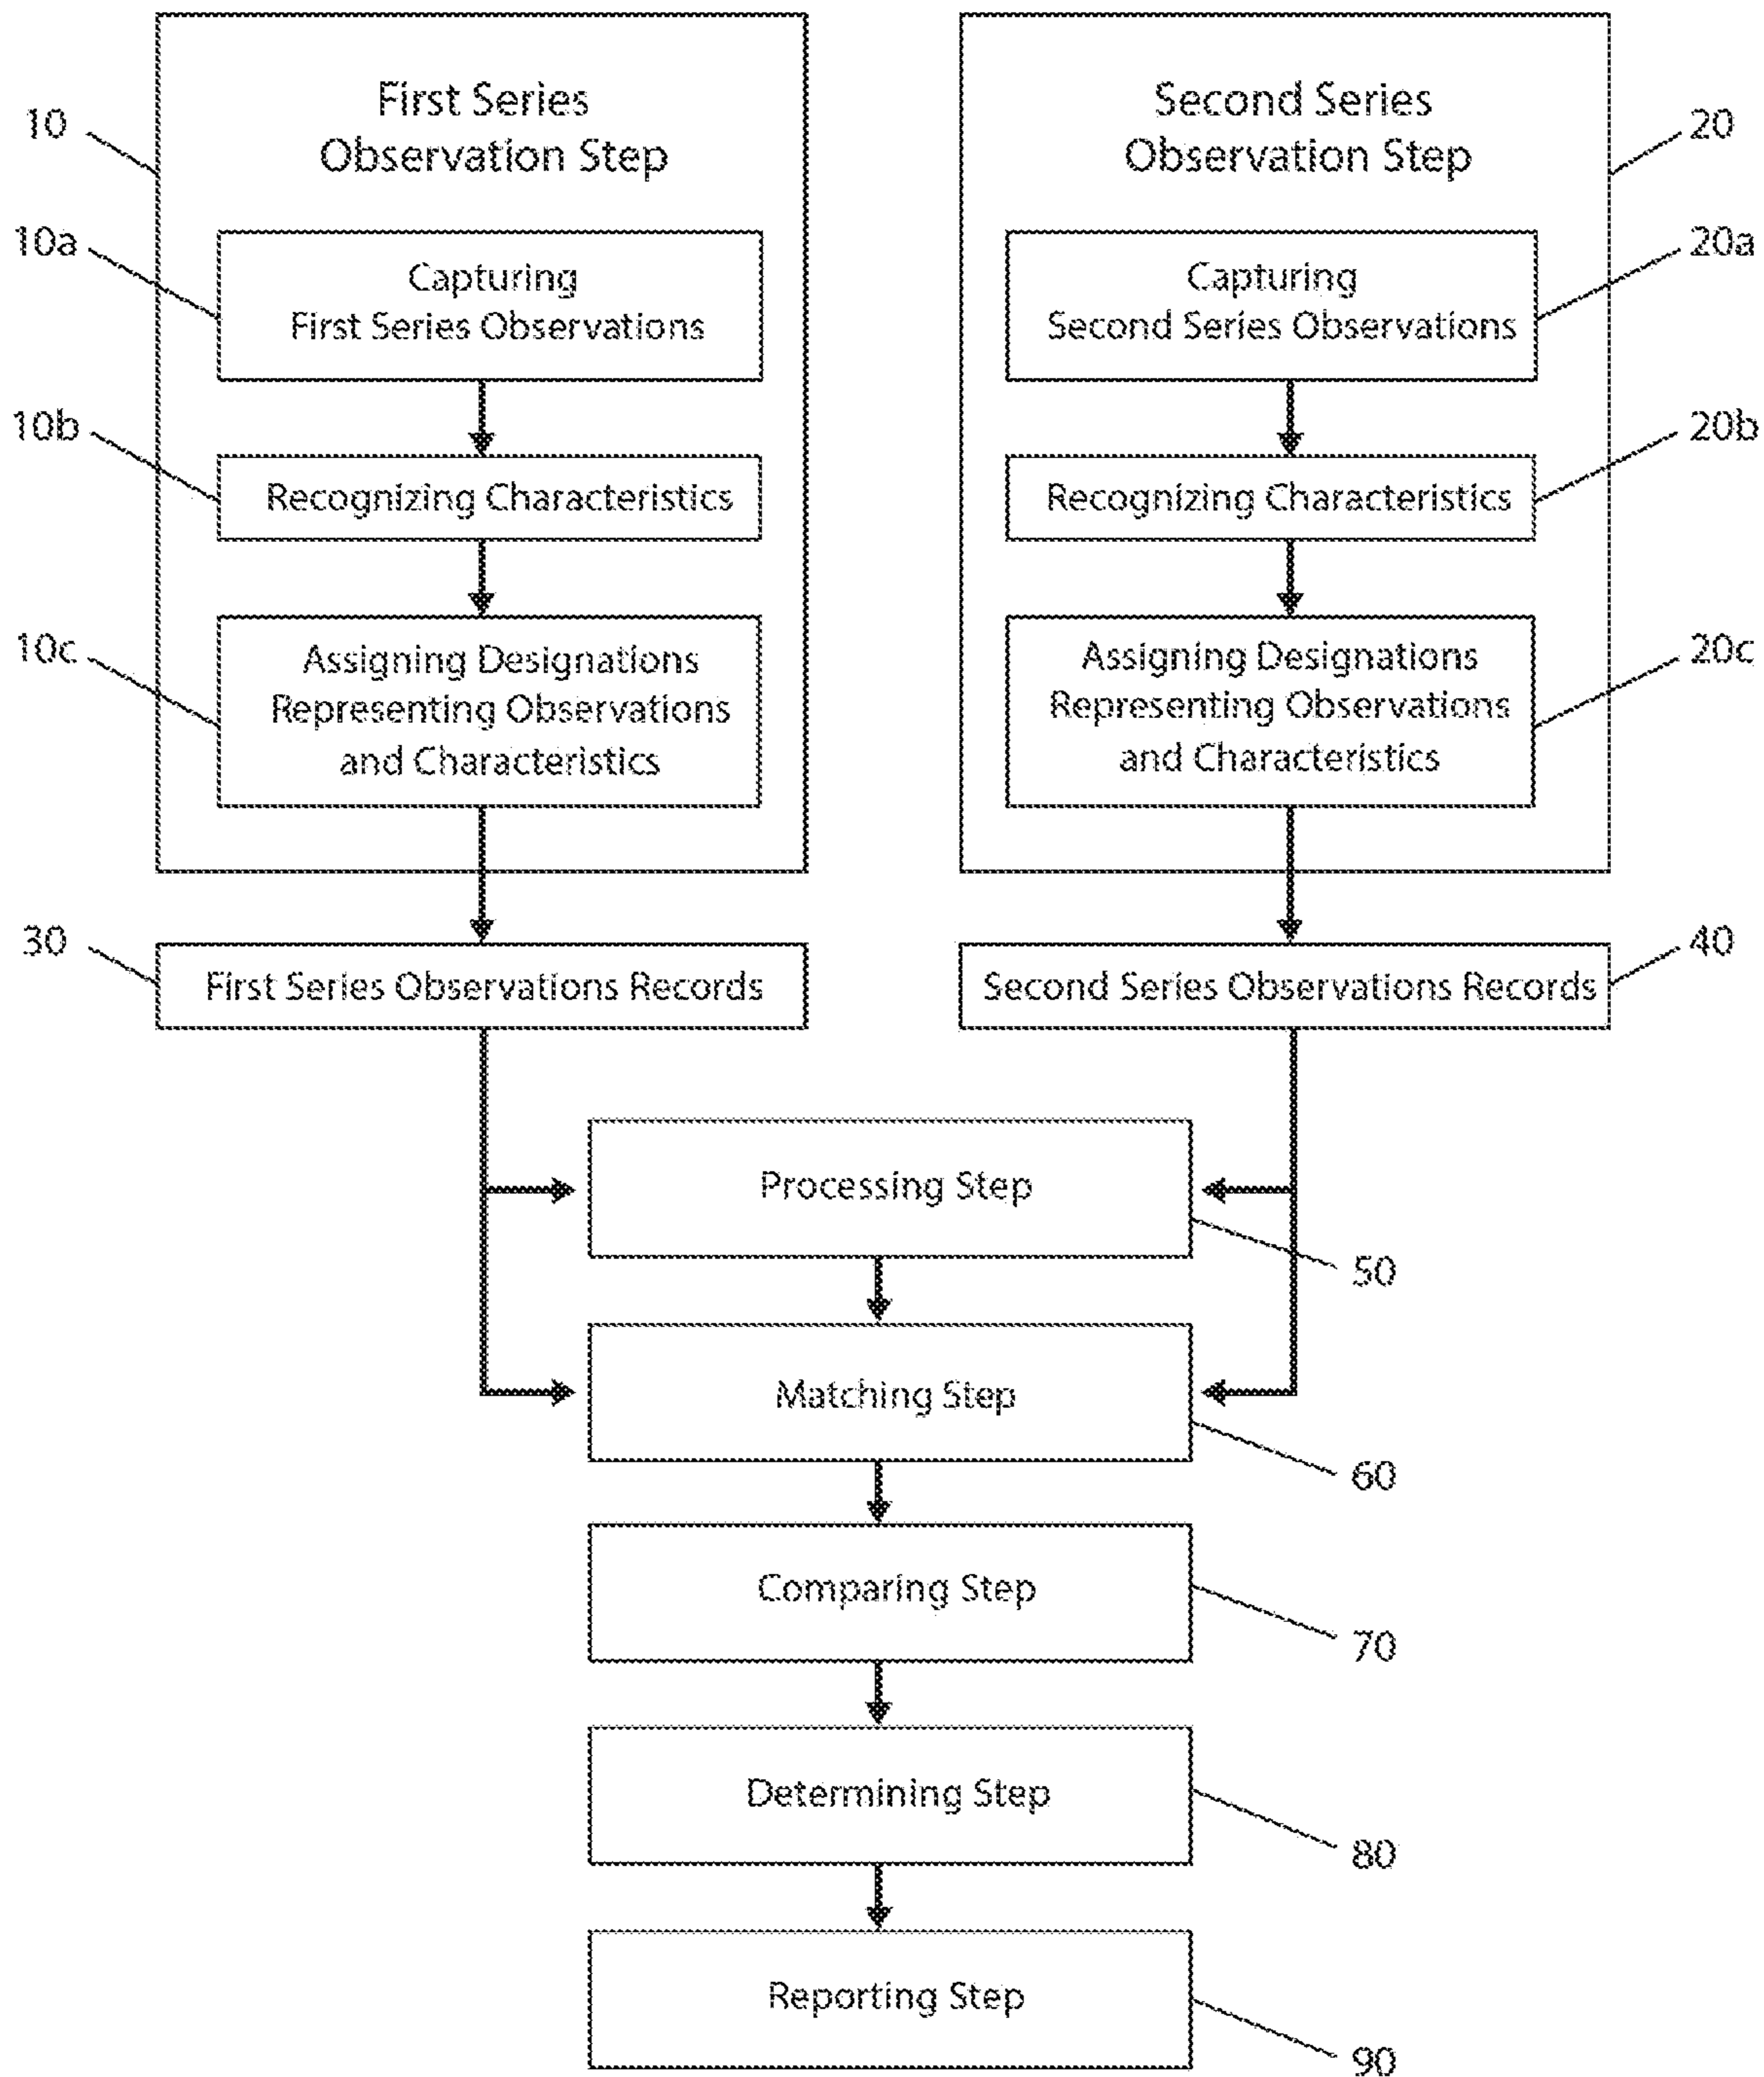 First Series
Observation Step
10
10a
Capturing
First Series Observations
10b
Recognizing Characteristics
10c
Assigning Designations
Representing Observations
and Characteristics
Second Series
Observation Step
20
20a
Capturing
Second Series Observations
20b
Recognizing Characteristics
20c
Assigning Designations
Representing Observations
and Characteristics
30
First Series Observations Records
Second Series Observations Records
40
Processing Step
50
Matching Step
60
Comparing Step
70
Determining Step
80
Reporting Step
90